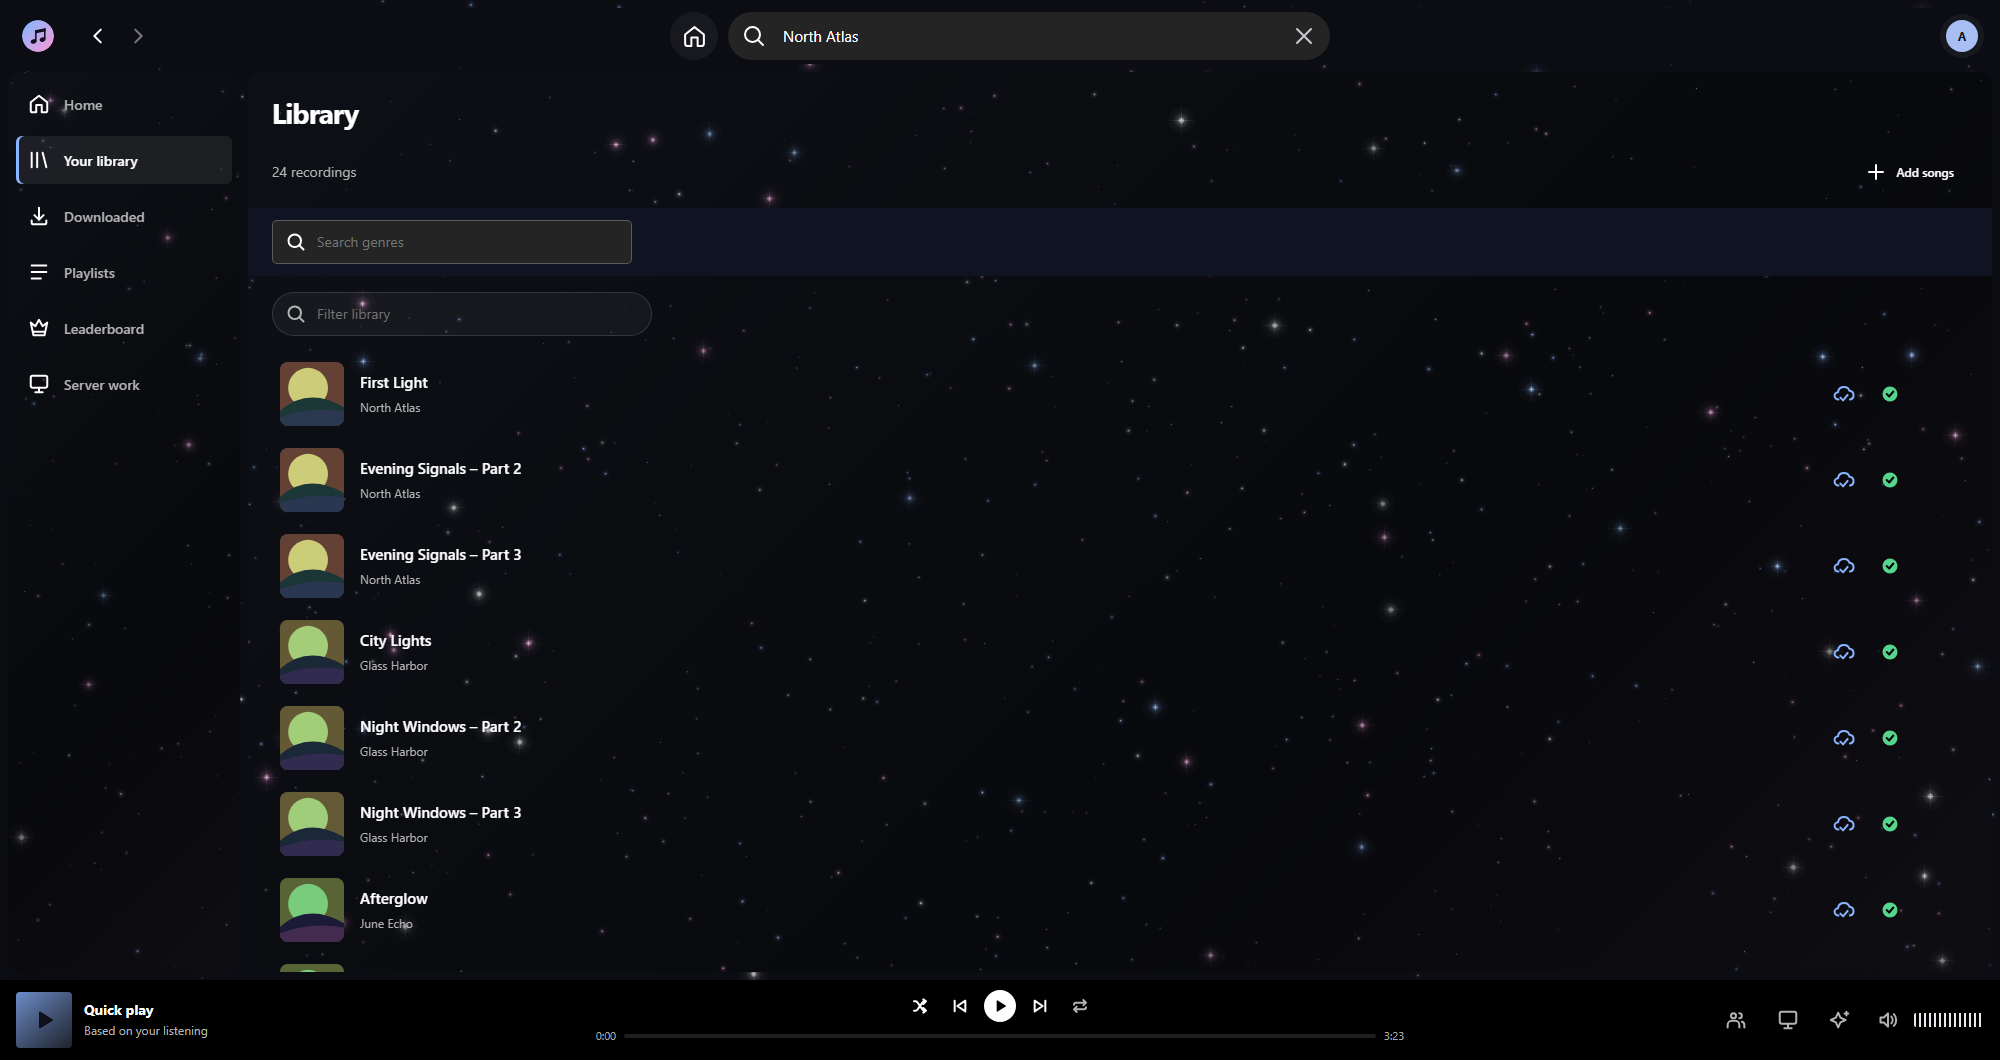 North Atlas
A
Home
Your library
Downloaded
Playlists
Leaderboard
Server work
Library
24 recordings
Add songs
Search genres
Filter library
First Light
North Atlas
Evening Signals – Part 2
North Atlas
Evening Signals – Part 3
North Atlas
City Lights
Glass Harbor
Night Windows – Part 2
Glass Harbor
Night Windows – Part 3
Glass Harbor
Afterglow
June Echo
Quick play
Based on your listening
0:00
3:23